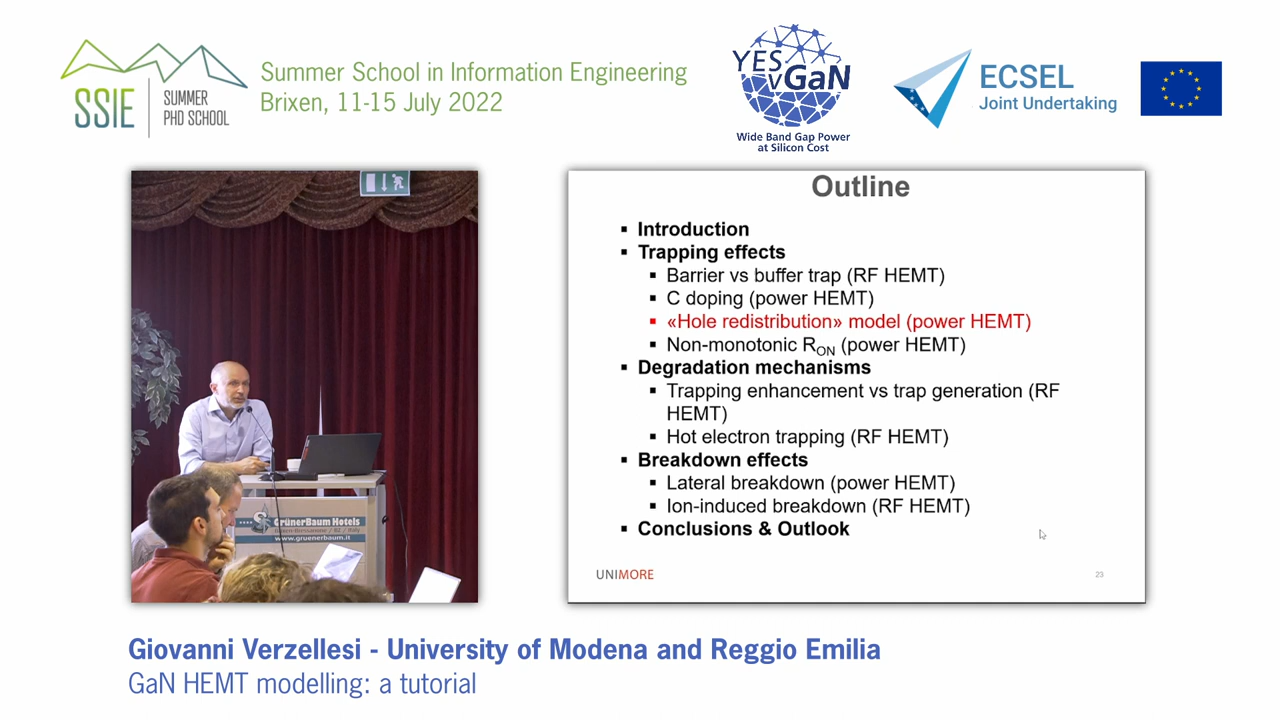 SSIE
SUMMER
PHD SCHOOL
Summer School in Information Engineering
Brixen, 11-15 July 2022
YES
vGaN
Wide Band Gap Power
at Silicon Cost
ECSEL
Joint Undertaking
GrünerBaum Hotels
www.gruenerbaum.it
Outline
▪ Introduction
▪ Trapping effects
▪ Barrier vs buffer trap (RF HEMT)
▪ C doping (power HEMT)
▪ «Hole redistribution» model (power HEMT)
▪ Non-monotonic RON (power HEMT)
▪ Degradation mechanisms
▪ Trapping enhancement vs trap generation (RF
HEMT)
▪ Hot electron trapping (RF HEMT)
▪ Breakdown effects
▪ Lateral breakdown (power HEMT)
▪ Ion-induced breakdown (RF HEMT)
▪ Conclusions & Outlook
UNIMORE
23
Giovanni Verzellesi - University of Modena and Reggio Emilia
GaN HEMT modelling: a tutorial